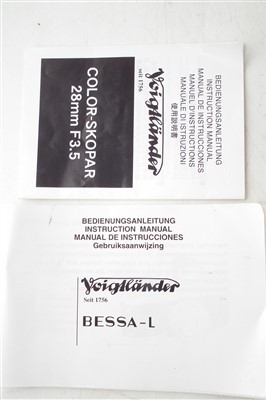 BEDIENUNGSANLEITUNG
INSTRUCTION MANUAL
MANUAL DE INSTRUCCIONES
MANUEL D'INSTRUCTIONS
MANUALE DI ISTRUZIONI
使用説明書
Voigtländer
seit 1756
COLOR-SKOPAR
28mm F3.5
BEDIENUNGSANLEITUNG
INSTRUCTION MANUAL
MANUAL DE INSTRUCCIONES
Gebruiksaanwijzing
Voigtländer
Seit 1756
BESSA-L